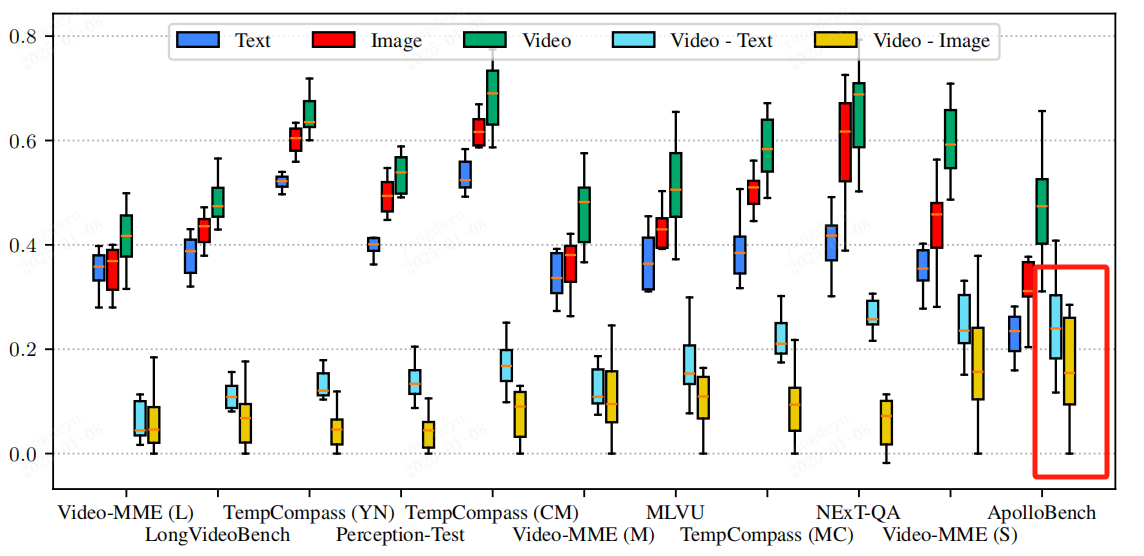 Text Image Video Video - Text Video - Image
0.8
0.6
0.4
0.2
0.0
Video-MME (L) TempCompass (YN) TempCompass (CM) MLVU NExT-QA ApolloBench
LongVideoBench Perception-Test Video-MME (M) TempCompass (MC) Video-MME (S)